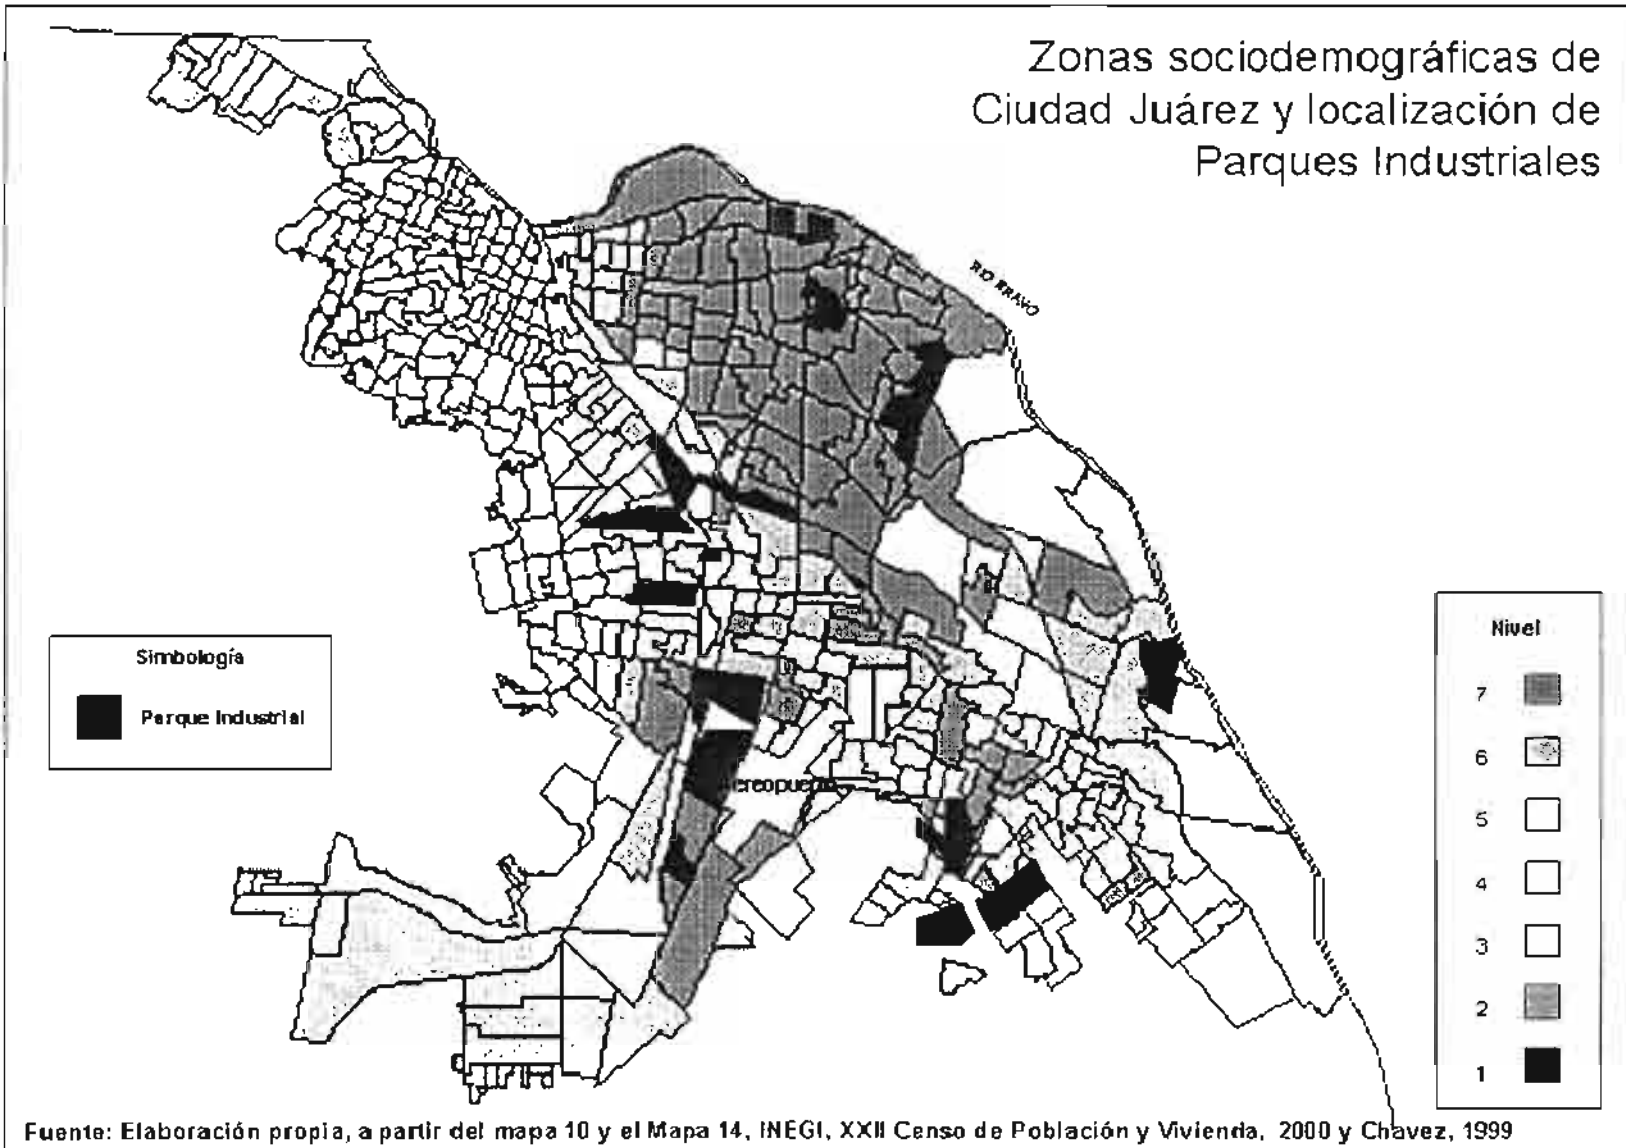 Zonas sociodemográficas de
Ciudad Juárez y localización de
Parques Industriales
RIO BRAVO
Simbología
Parque Industrial
Aereopuerto
Nivel
7
6
5
4
3
2
1
Fuente: Elaboración propia, a partir del mapa 10 y el Mapa 14, INEGI, XXII Censo de Población y Vivienda, 2000 y Chavez, 1999